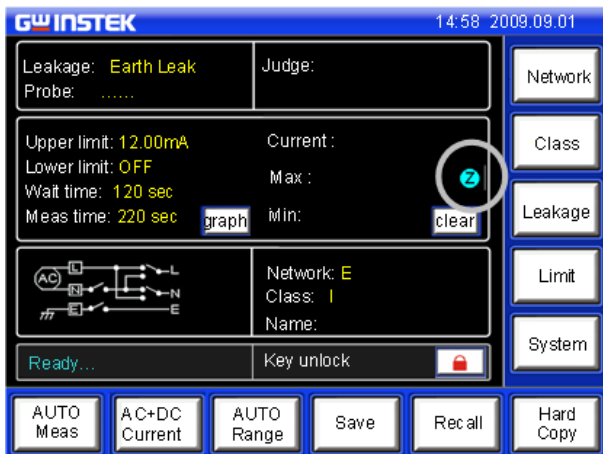 GWINSTEK 14:58 2009.09.01
Leakage: Earth Leak
Probe: ......
Judge:
Upper limit: 12.00mA
Lower limit: OFF
Wait time: 120 sec
Meas time: 220 sec
graph
Current :
Max :
Z
Min:
clear
AC
L
N
E
L
N
E
Network: E
Class: I
Name:
Ready...
Key unlock
Network
Class
Leakage
Limit
System
AUTO
Meas
AC+DC
Current
AUTO
Range
Save
Recall
Hard
Copy